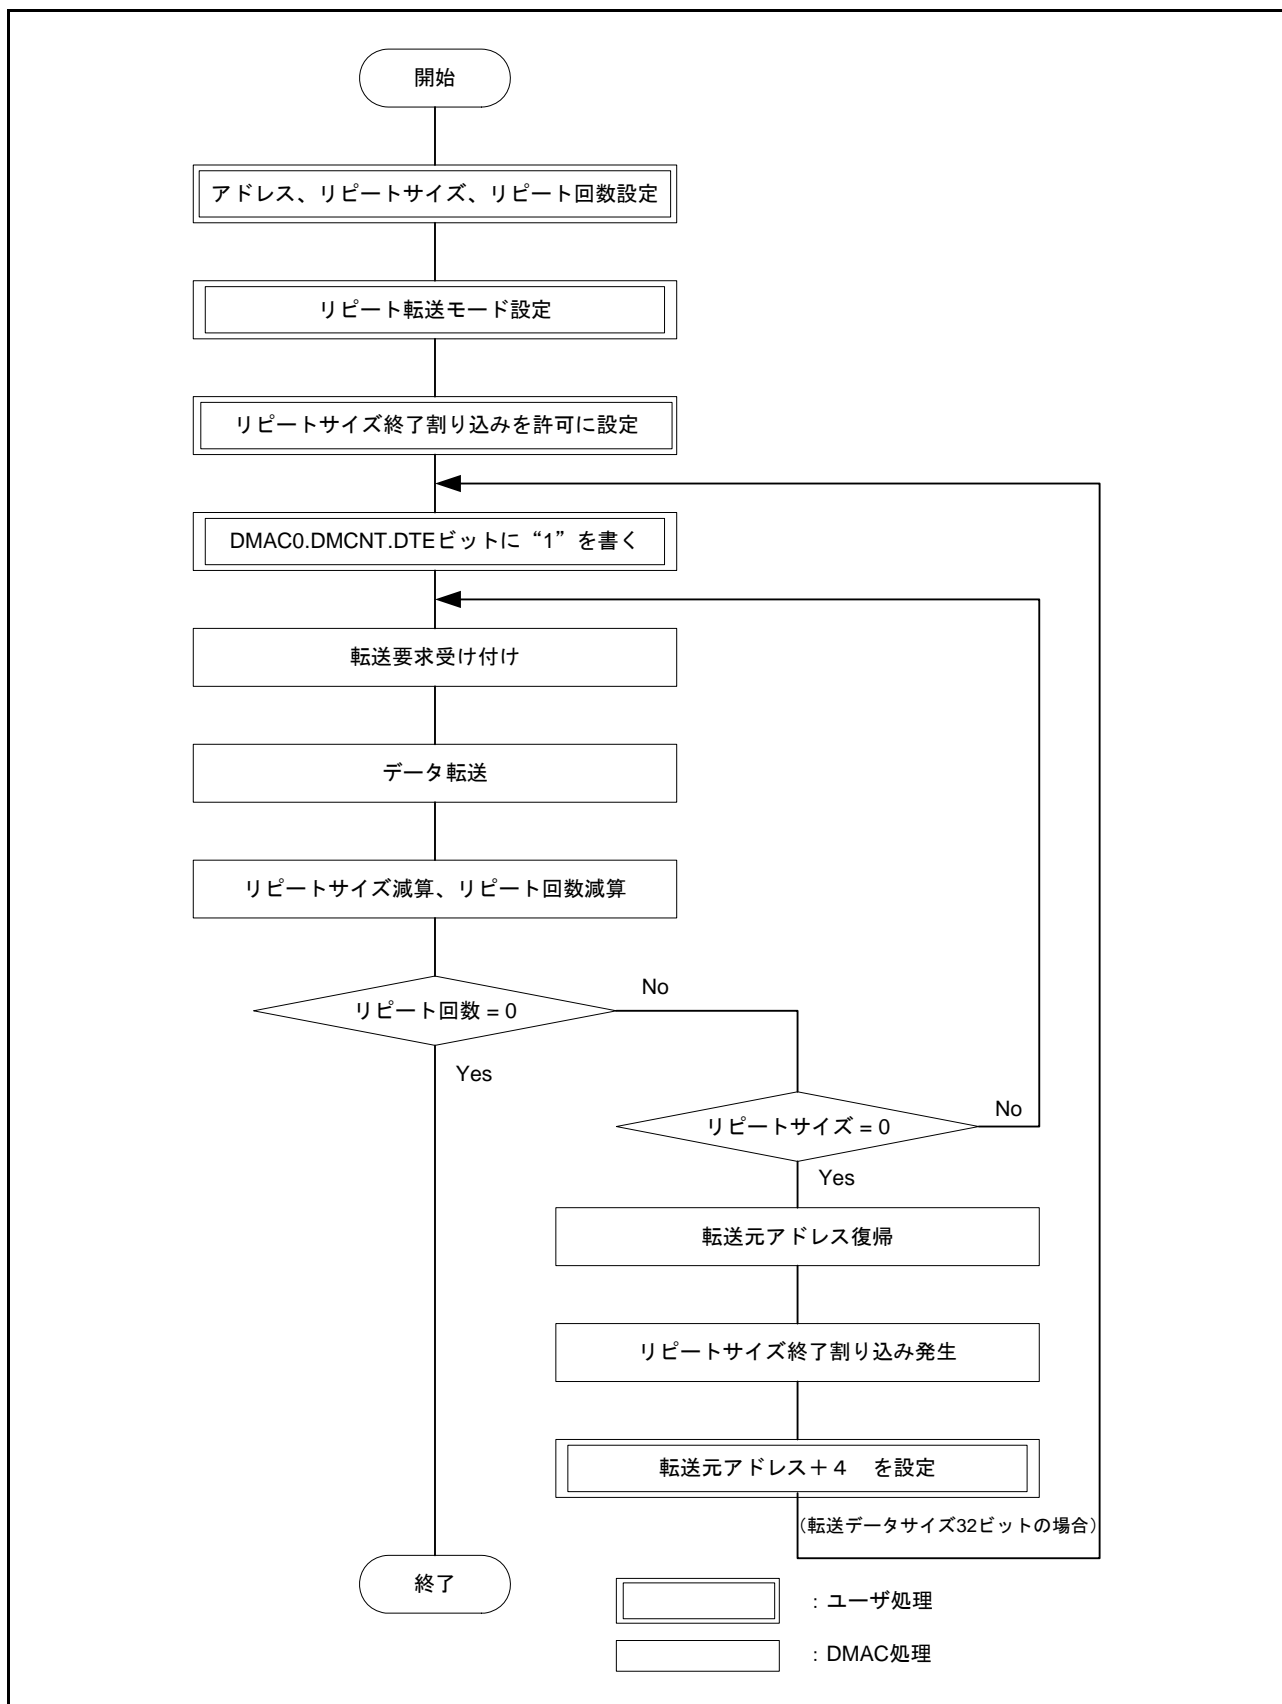 開始
アドレス、リピートサイズ、リピート回数設定
リピート転送モード設定
リピートサイズ終了割り込みを許可に設定
DMAC0.DMCNT.DTEビットに“1”を書く
転送要求受け付け
データ転送
リピートサイズ減算、リピート回数減算
リピート回数 = 0
No
Yes
リピートサイズ = 0
No
Yes
転送元アドレス復帰
リピートサイズ終了割り込み発生
転送元アドレス＋4　を設定
(転送データサイズ32ビットの場合)
終了
：ユーザ処理
：DMAC処理